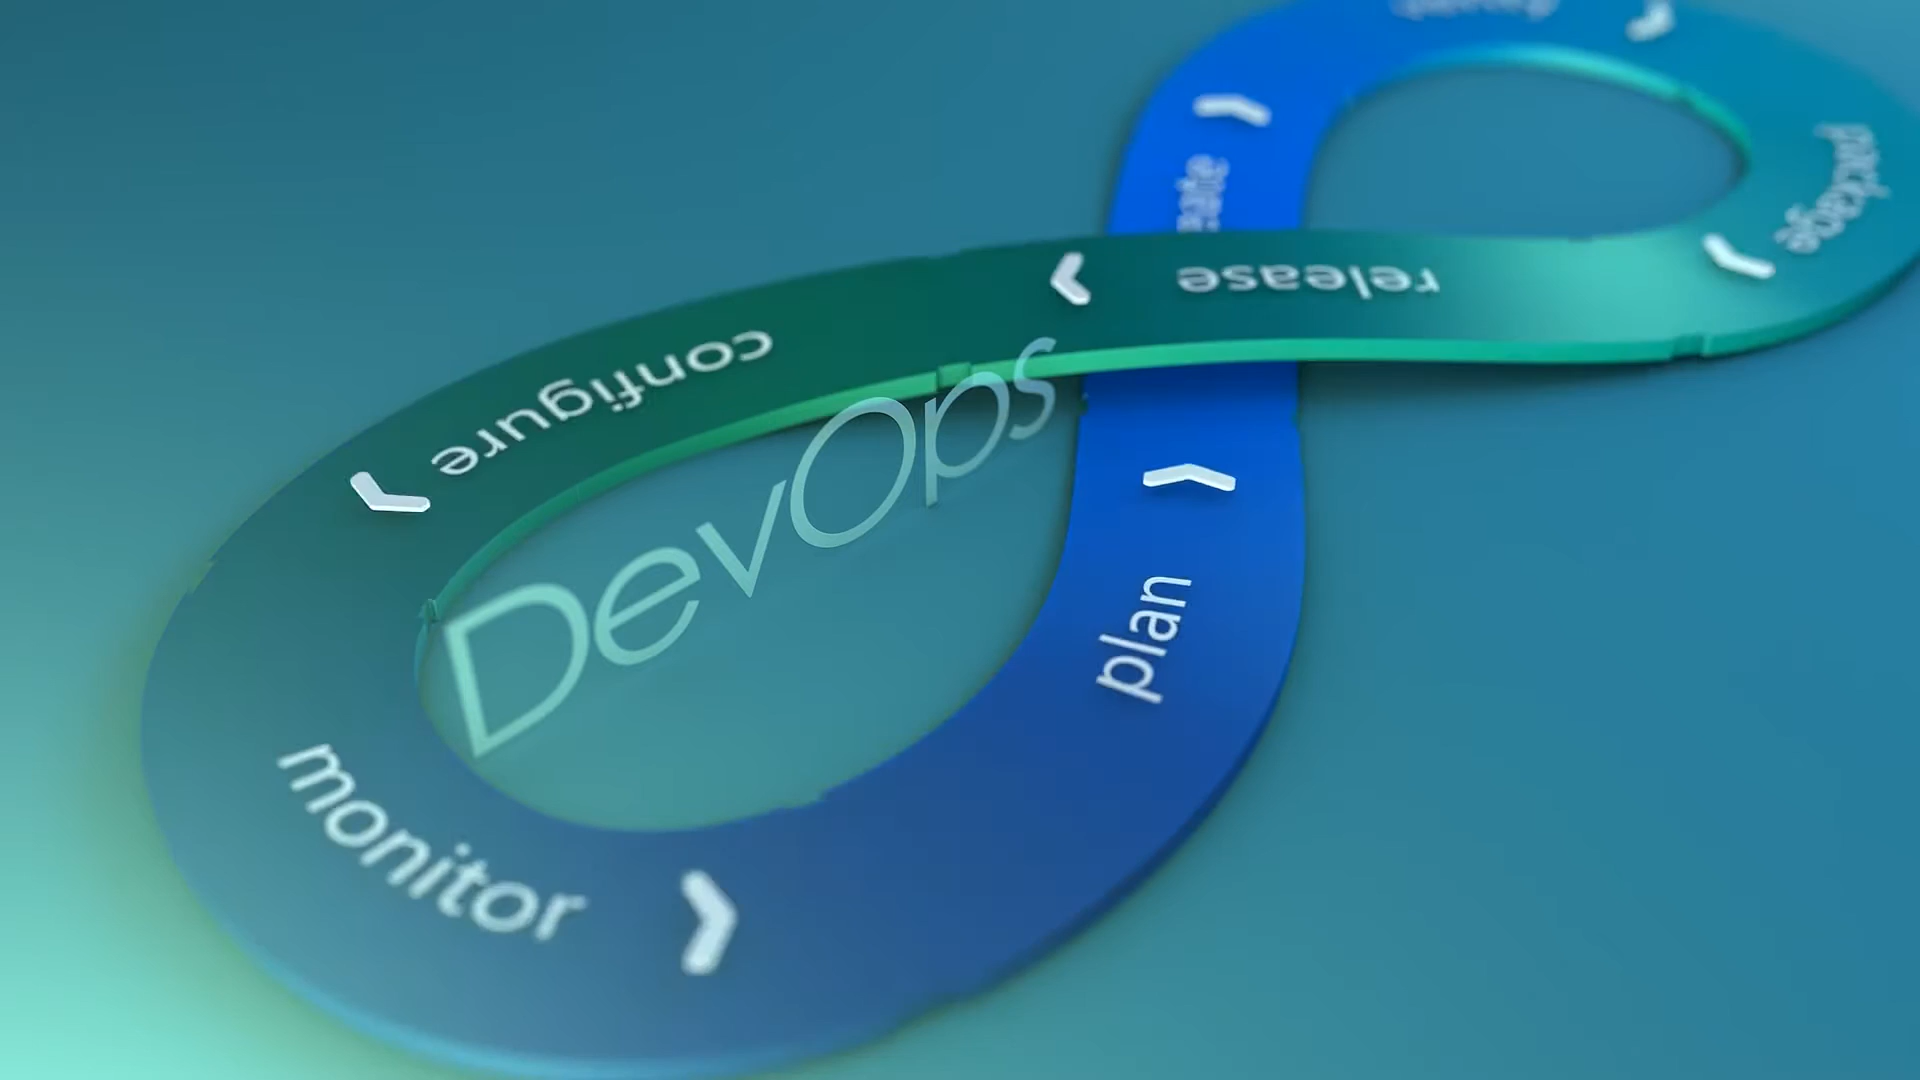 DevOps
plan
package
release
configure
monitor